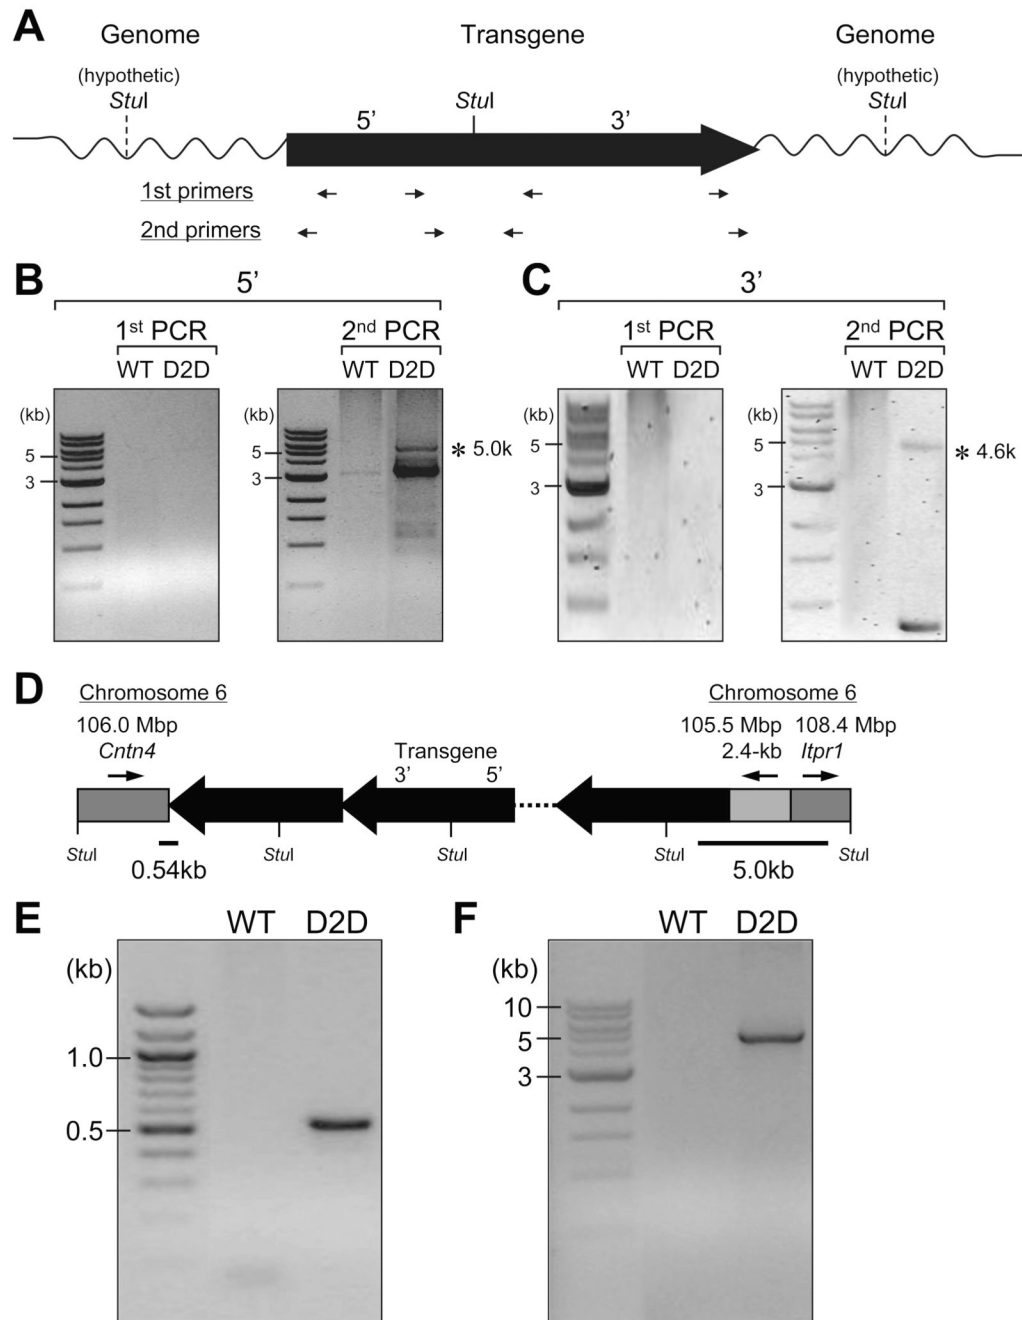 A
Genome Transgene Genome
(hypothetic) (hypothetic)
StuI StuI StuI
5’ 3’
1st primers
2nd primers
B C
5’ 3’
1st PCR 2nd PCR 1st PCR 2nd PCR
WT D2D WT D2D WT D2D WT D2D
(kb) (kb) (kb) (kb)
5 5 * 5.0k 5 5 * 4.6k
3 3 3 3
D
Chromosome 6 Chromosome 6
106.0 Mbp 105.5 Mbp 108.4 Mbp
Cntn4 Transgene 2.4-kb Itpr1
3’ 5’
StuI StuI StuI StuI StuI
0.54kb 5.0kb
E F
WT D2D WT D2D
(kb) (kb)
10
5
1.0 3
0.5